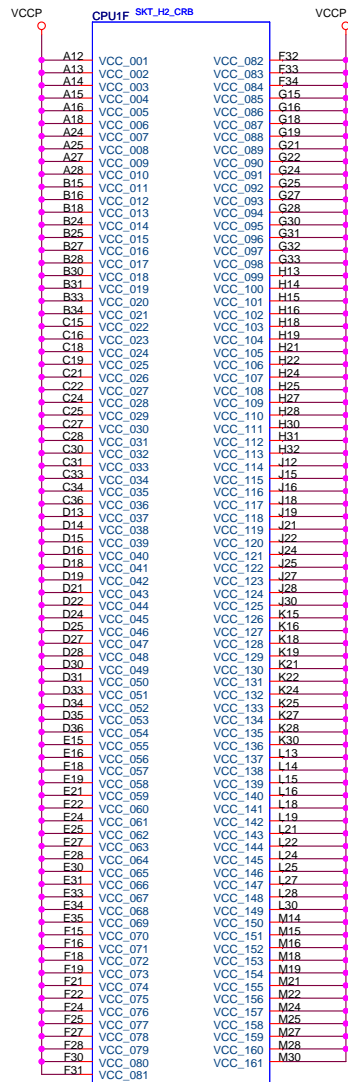 VCCP CPU1F SKT_H2_CRB VCCP
A12 VCC_001 VCC_082 F32
A13 VCC_002 VCC_083 F33
A14 VCC_003 VCC_084 F34
A15 VCC_004 VCC_085 G15
A16 VCC_005 VCC_086 G16
A18 VCC_006 VCC_087 G18
A24 VCC_007 VCC_088 G19
A25 VCC_008 VCC_089 G21
A27 VCC_009 VCC_090 G22
A28 VCC_010 VCC_091 G24
B15 VCC_011 VCC_092 G25
B16 VCC_012 VCC_093 G27
B18 VCC_013 VCC_094 G28
B24 VCC_014 VCC_095 G30
B25 VCC_015 VCC_096 G31
B27 VCC_016 VCC_097 G32
B28 VCC_017 VCC_098 G33
B30 VCC_018 VCC_099 H13
B31 VCC_019 VCC_100 H14
B33 VCC_020 VCC_101 H15
B34 VCC_021 VCC_102 H16
C15 VCC_022 VCC_103 H18
C16 VCC_023 VCC_104 H19
C18 VCC_024 VCC_105 H21
C19 VCC_025 VCC_106 H22
C21 VCC_026 VCC_107 H24
C22 VCC_027 VCC_108 H25
C24 VCC_028 VCC_109 H27
C25 VCC_029 VCC_110 H28
C27 VCC_030 VCC_111 H30
C28 VCC_031 VCC_112 H31
C30 VCC_032 VCC_113 H32
C31 VCC_033 VCC_114 J12
C33 VCC_034 VCC_115 J15
C34 VCC_035 VCC_116 J16
C36 VCC_036 VCC_117 J18
D13 VCC_037 VCC_118 J19
D14 VCC_038 VCC_119 J21
D15 VCC_039 VCC_120 J22
D16 VCC_040 VCC_121 J24
D18 VCC_041 VCC_122 J25
D19 VCC_042 VCC_123 J27
D21 VCC_043 VCC_124 J28
D22 VCC_044 VCC_125 J30
D24 VCC_045 VCC_126 K15
D25 VCC_046 VCC_127 K16
D27 VCC_047 VCC_128 K18
D28 VCC_048 VCC_129 K19
D30 VCC_049 VCC_130 K21
D31 VCC_050 VCC_131 K22
D33 VCC_051 VCC_132 K24
D34 VCC_052 VCC_133 K25
D35 VCC_053 VCC_134 K27
D36 VCC_054 VCC_135 K28
E15 VCC_055 VCC_136 K30
E16 VCC_056 VCC_137 L13
E18 VCC_057 VCC_138 L14
E19 VCC_058 VCC_139 L15
E21 VCC_059 VCC_140 L16
E22 VCC_060 VCC_141 L18
E24 VCC_061 VCC_142 L19
E25 VCC_062 VCC_143 L21
E27 VCC_063 VCC_144 L22
E28 VCC_064 VCC_145 L24
E30 VCC_065 VCC_146 L25
E31 VCC_066 VCC_147 L27
E33 VCC_067 VCC_148 L28
E34 VCC_068 VCC_149 L30
E35 VCC_069 VCC_150 M14
F15 VCC_070 VCC_151 M15
F16 VCC_071 VCC_152 M16
F18 VCC_072 VCC_153 M18
F19 VCC_073 VCC_154 M19
F21 VCC_074 VCC_155 M21
F22 VCC_075 VCC_156 M22
F24 VCC_076 VCC_157 M24
F25 VCC_077 VCC_158 M25
F27 VCC_078 VCC_159 M27
F28 VCC_079 VCC_160 M28
F30 VCC_080 VCC_161 M30
F31 VCC_081